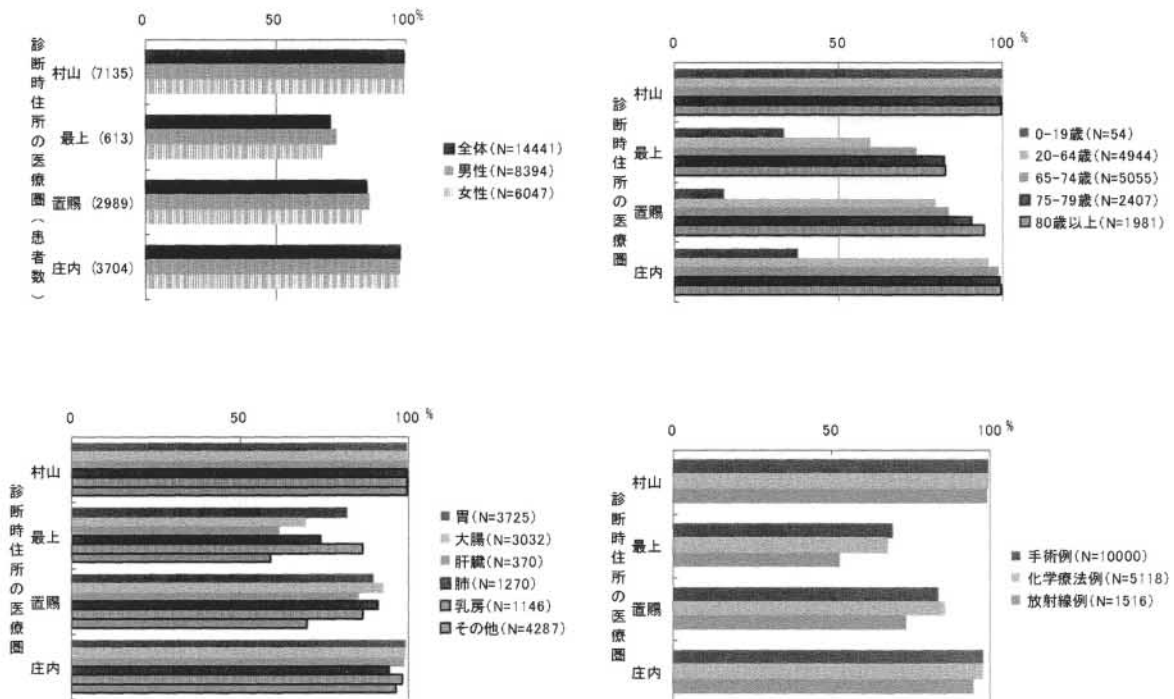 0 50 100%
診断時住所の医療圏(患者数)
村山 (7135)
最上 (613)
置賜 (2989)
庄内 (3704)
全体(N=14441)
男性(N=8394)
女性(N=6047)
0 50 100 %
診断時住所の医療圏
村山
最上
置賜
庄内
0-19歳(N=54)
20-64歳(N=4944)
65-74歳(N=5055)
75-79歳(N=2407)
80歳以上(N=1981)
0 50 100 %
診断時住所の医療圏
村山
最上
置賜
庄内
胃(N=3725)
大腸(N=3032)
肝臓(N=370)
肺(N=1270)
乳房(N=1146)
その他(N=4287)
0 50 100 %
診断時住所の医療圏
村山
最上
置賜
庄内
手術例(N=10000)
化学療法例(N=5118)
放射線例(N=1516)